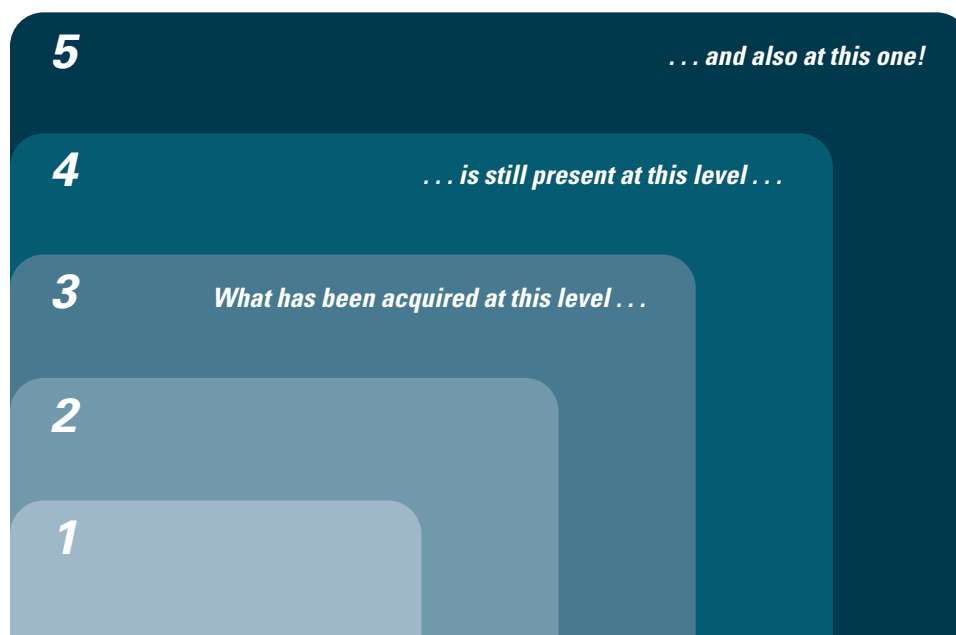 5
. . . and also at this one!
4
. . . is still present at this level . . .
3
What has been acquired at this level . . .
2
1